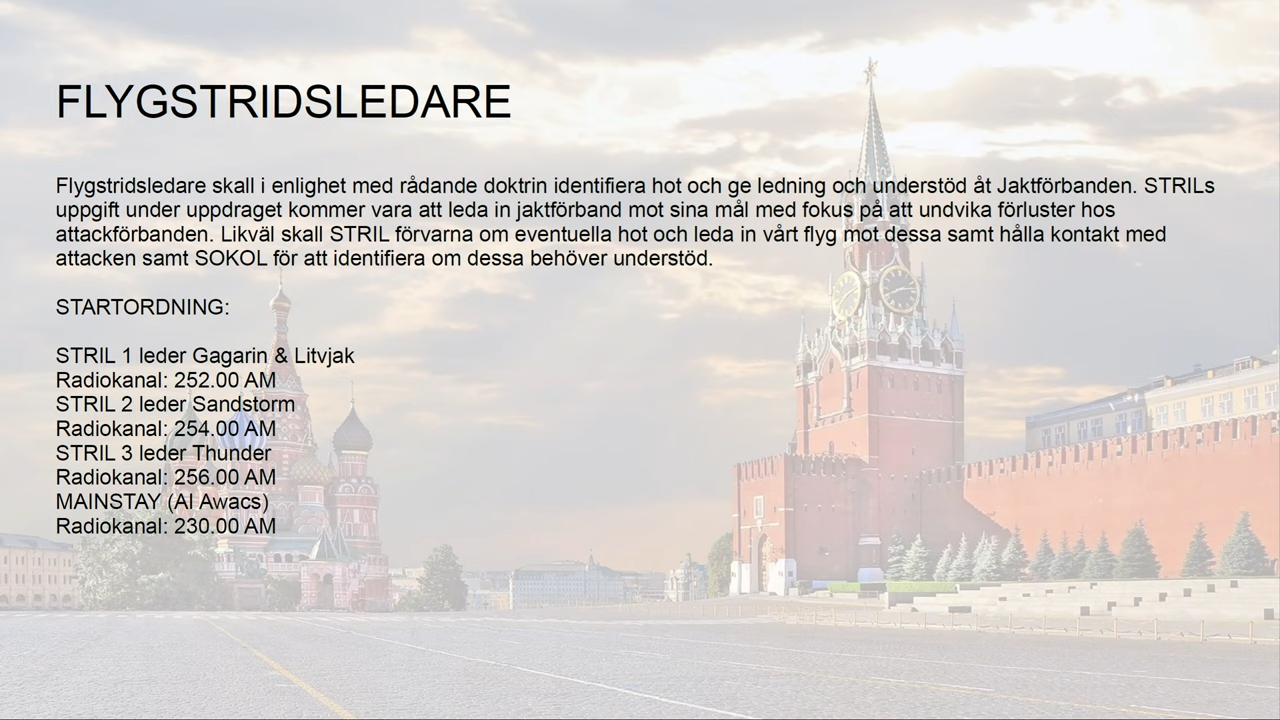 FLYGSTRIDSLEDARE
Flygstridsledare skall i enlighet med rådande doktrin identifiera hot och ge ledning och understöd åt Jaktförbanden. STRILs
uppgift under uppdraget kommer vara att leda in jaktförband mot sina mål med fokus på att undvika förluster hos
attackförbanden. Likväl skall STRIL förvarna om eventuella hot och leda in vårt flyg mot dessa samt hålla kontakt med
attacken samt SOKOL för att identifiera om dessa behöver understöd.
STARTORDNING:
STRIL 1 leder Gagarin & Litvjak
Radiokanal: 252.00 AM
STRIL 2 leder Sandstorm
Radiokanal: 254.00 AM
STRIL 3 leder Thunder
Radiokanal: 256.00 AM
MAINSTAY (AI Awacs)
Radiokanal: 230.00 AM